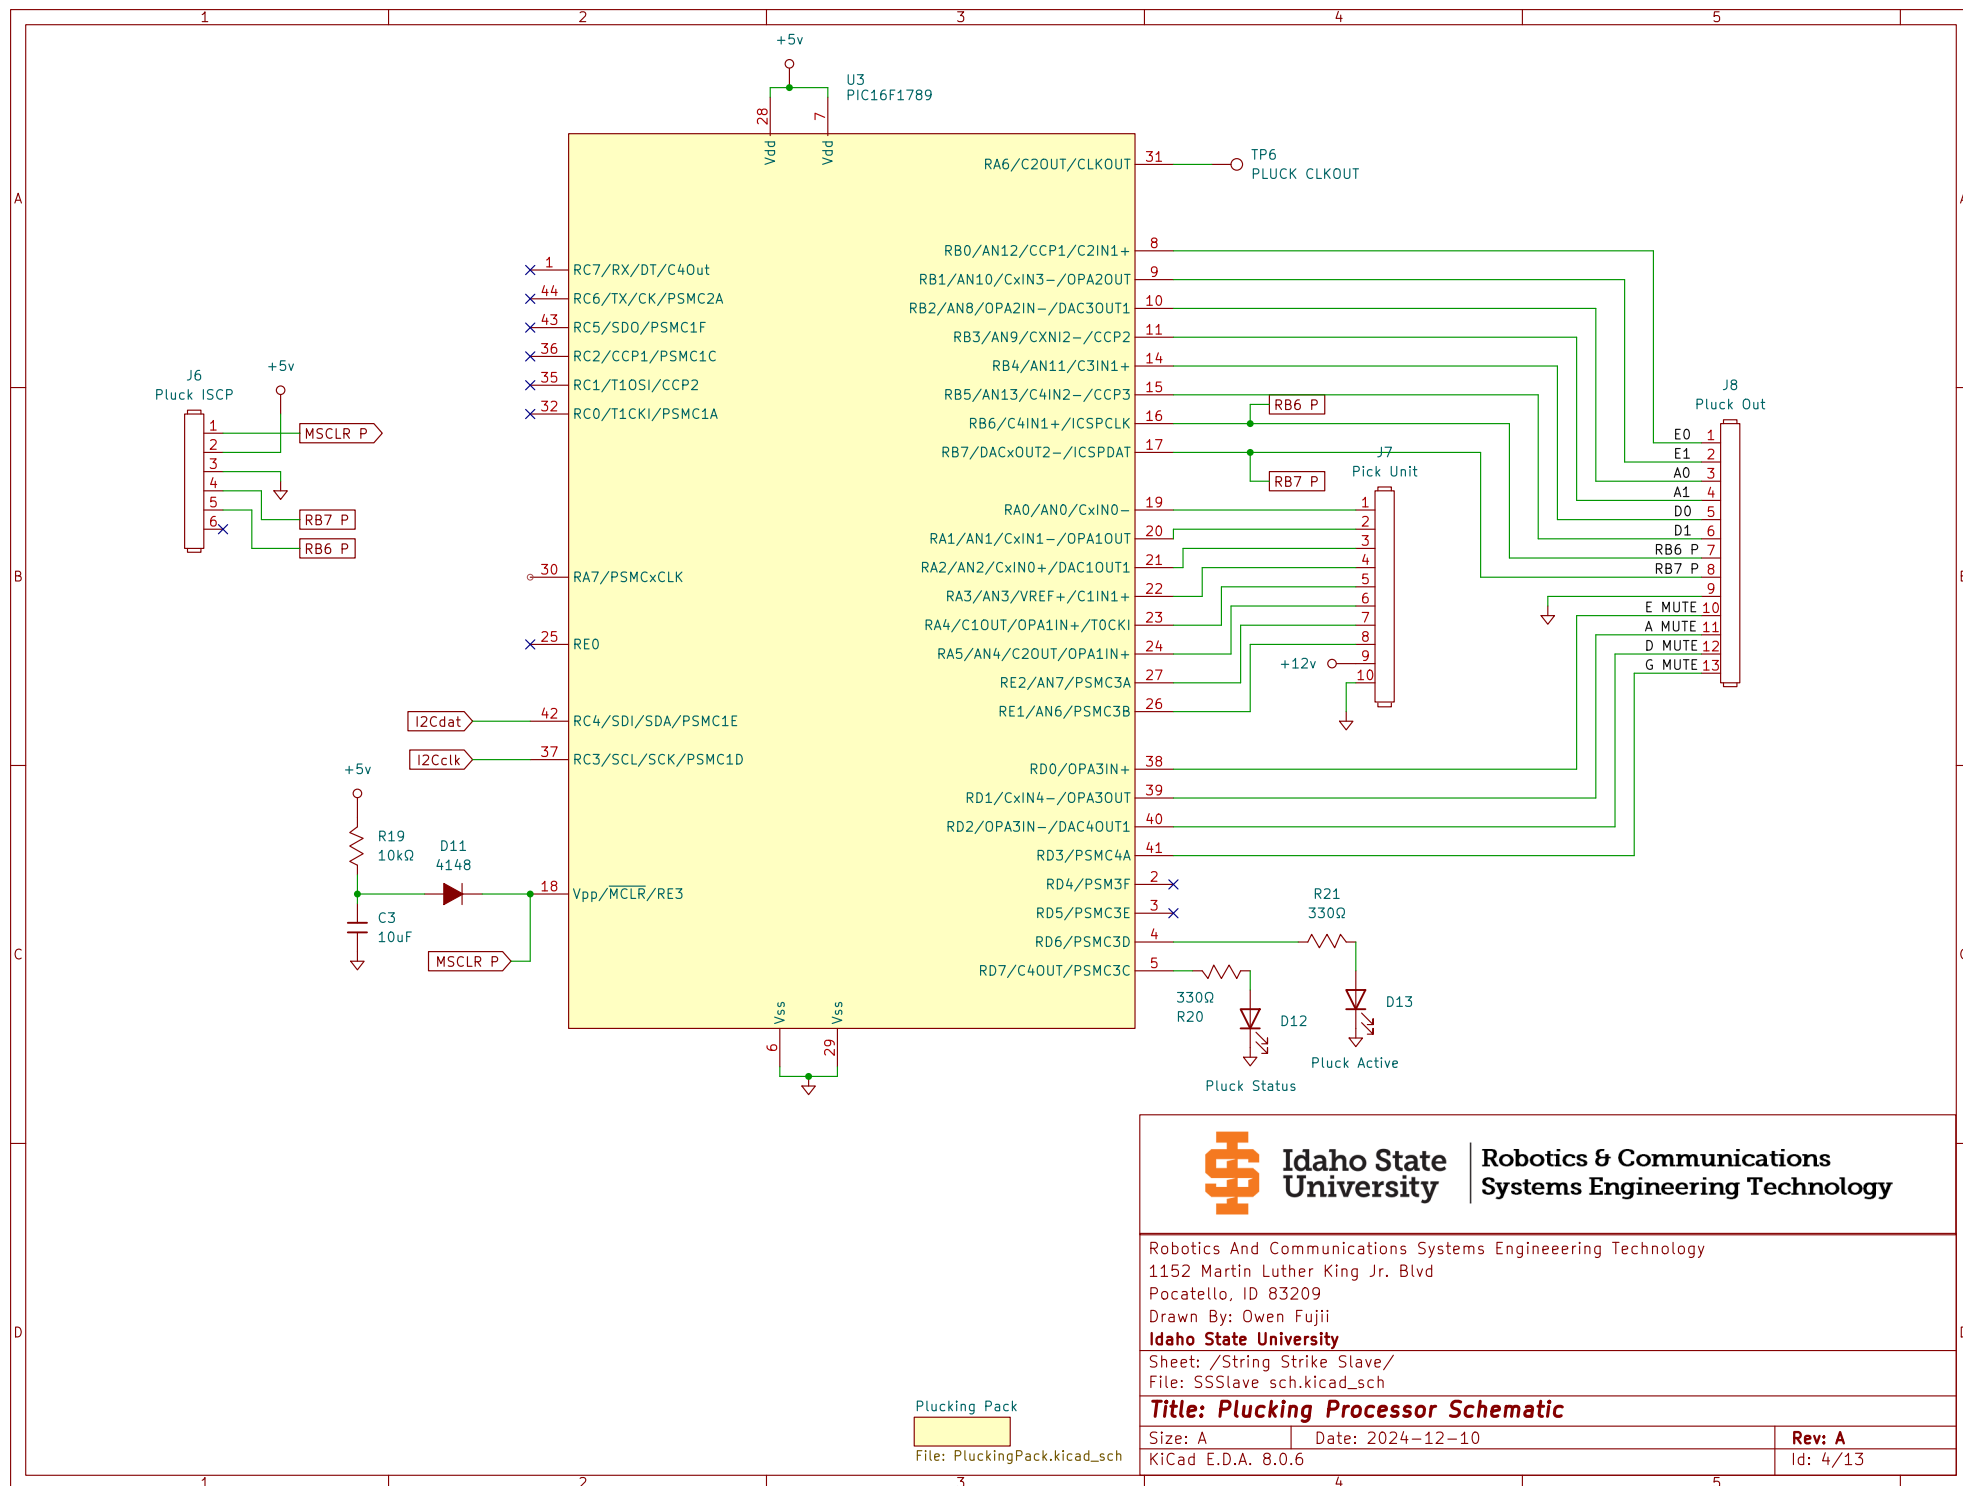 1 2 3 4 5
+5v
U3
PIC16F1789
28 7
Vdd Vdd
RA6/C2OUT/CLKOUT 31
TP6
PLUCK CLKOUT
A
RB0/AN12/CCP1/C2IN1+ 8
RB1/AN10/CxIN3-/OPA2OUT 9
RB2/AN8/OPA2IN-/DAC3OUT1 10
RB3/AN9/CXNI2-/CCP2 11
RB4/AN11/C3IN1+ 14
RB5/AN13/C4IN2-/CCP3 15
RB6/C4IN1+/ICSPCLK 16
RB7/DACxOUT2-/ICSPDAT 17
RB6 P
RB7 P
1 RC7/RX/DT/C4Out
44 RC6/TX/CK/PSMC2A
43 RC5/SDO/PSMC1F
36 RC2/CCP1/PSMC1C
35 RC1/T1OSI/CCP2
32 RC0/T1CKI/PSMC1A
J6
Pluck ISCP
+5v
1
2
3
4
5
6
MSCLR P
RB7 P
RB6 P
J7
Pick Unit
1
2
3
4
5
6
7
8
+12v 9
10
J8
Pluck Out
E0 1
E1 2
A0 3
A1 4
D0 5
D1 6
RB6 P 7
RB7 P 8
9
E MUTE 10
A MUTE 11
D MUTE 12
G MUTE 13
RA0/AN0/CxIN0- 19
RA1/AN1/CxIN1-/OPA1OUT 20
RA2/AN2/CxIN0+/DAC1OUT1 21
RA3/AN3/VREF+/C1IN1+ 22
RA4/C1OUT/OPA1IN+/T0CKI 23
RA5/AN4/C2OUT/OPA1IN+ 24
RE2/AN7/PSMC3A 27
RE1/AN6/PSMC3B 26
B
30 RA7/PSMCxCLK
25 RE0
I2Cdat 42 RC4/SDI/SDA/PSMC1E
I2Cclk 37 RC3/SCL/SCK/PSMC1D
+5v
R19
10kΩ
D11
4148
18 Vpp/MCLR/RE3
C3
10uF
MSCLR P
RD0/OPA3IN+ 38
RD1/CxIN4-/OPA3OUT 39
RD2/OPA3IN-/DAC4OUT1 40
RD3/PSMC4A 41
RD4/PSM3F 2
RD5/PSMC3E 3
RD6/PSMC3D 4
RD7/C4OUT/PSMC3C 5
R21
330Ω
330Ω
R20
D13
D12
Pluck Active
Pluck Status
C
Vss Vss
6 29
Idaho State
University
Robotics & Communications
Systems Engineering Technology
Robotics And Communications Systems Engineeering Technology
1152 Martin Luther King Jr. Blvd
Pocatello, ID 83209
Drawn By: Owen Fujii
Idaho State University
Sheet: /String Strike Slave/
File: SSSlave sch.kicad_sch
Title: Plucking Processor Schematic
Size: A Date: 2024-12-10 Rev: A
KiCad E.D.A. 8.0.6 Id: 4/13
D
Plucking Pack
File: PluckingPack.kicad_sch
1 2 3 4 5